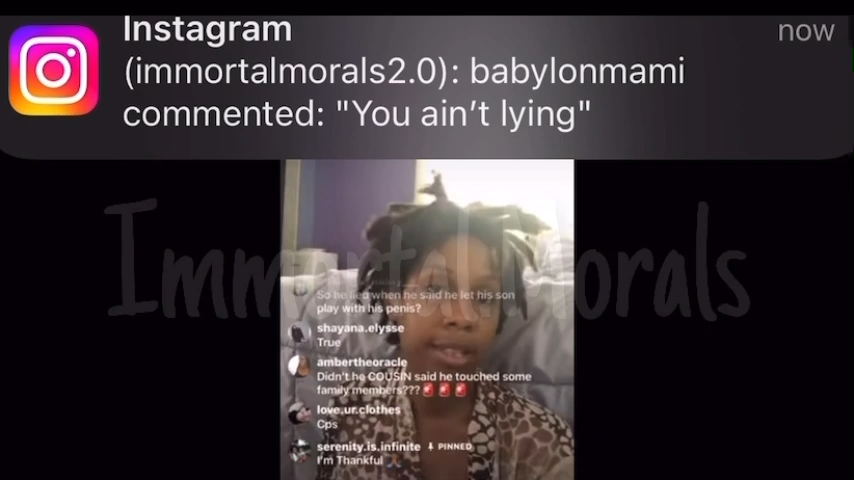 Instagram
now
(immortalmorals2.0): babylonmami
commented: "You ain't lying"
Immortal.Morals
So he lied when he said he let his son
play with his penis?
shayana.elysse
True
ambertheoracle
Didn't he COUSIN said he touched some
family members??? 🚨 🚨 🚨
love.ur.clothes
Cps
serenity.is.infinite 📌 PINNED
I'm Thankful 🙏🏾